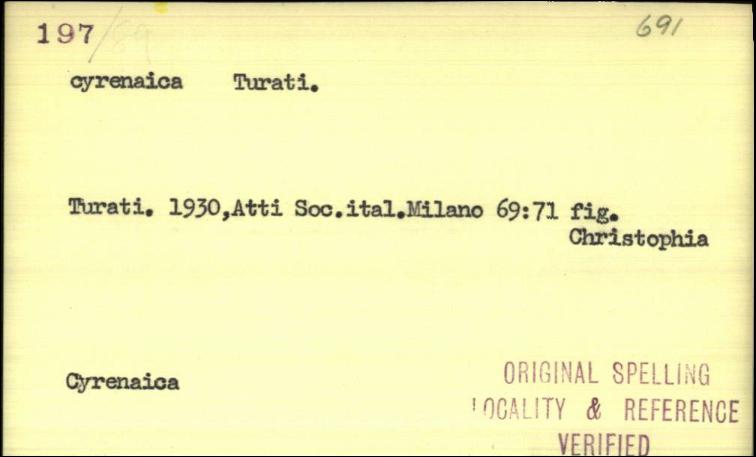 197/89 691
cyrenaica Turati.
Turati. 1930,Atti Soc.ital.Milano 69:71 fig.
Christophia
Cyrenaica
ORIGINAL SPELLING
LOCALITY & REFERENCE
VERIFIED